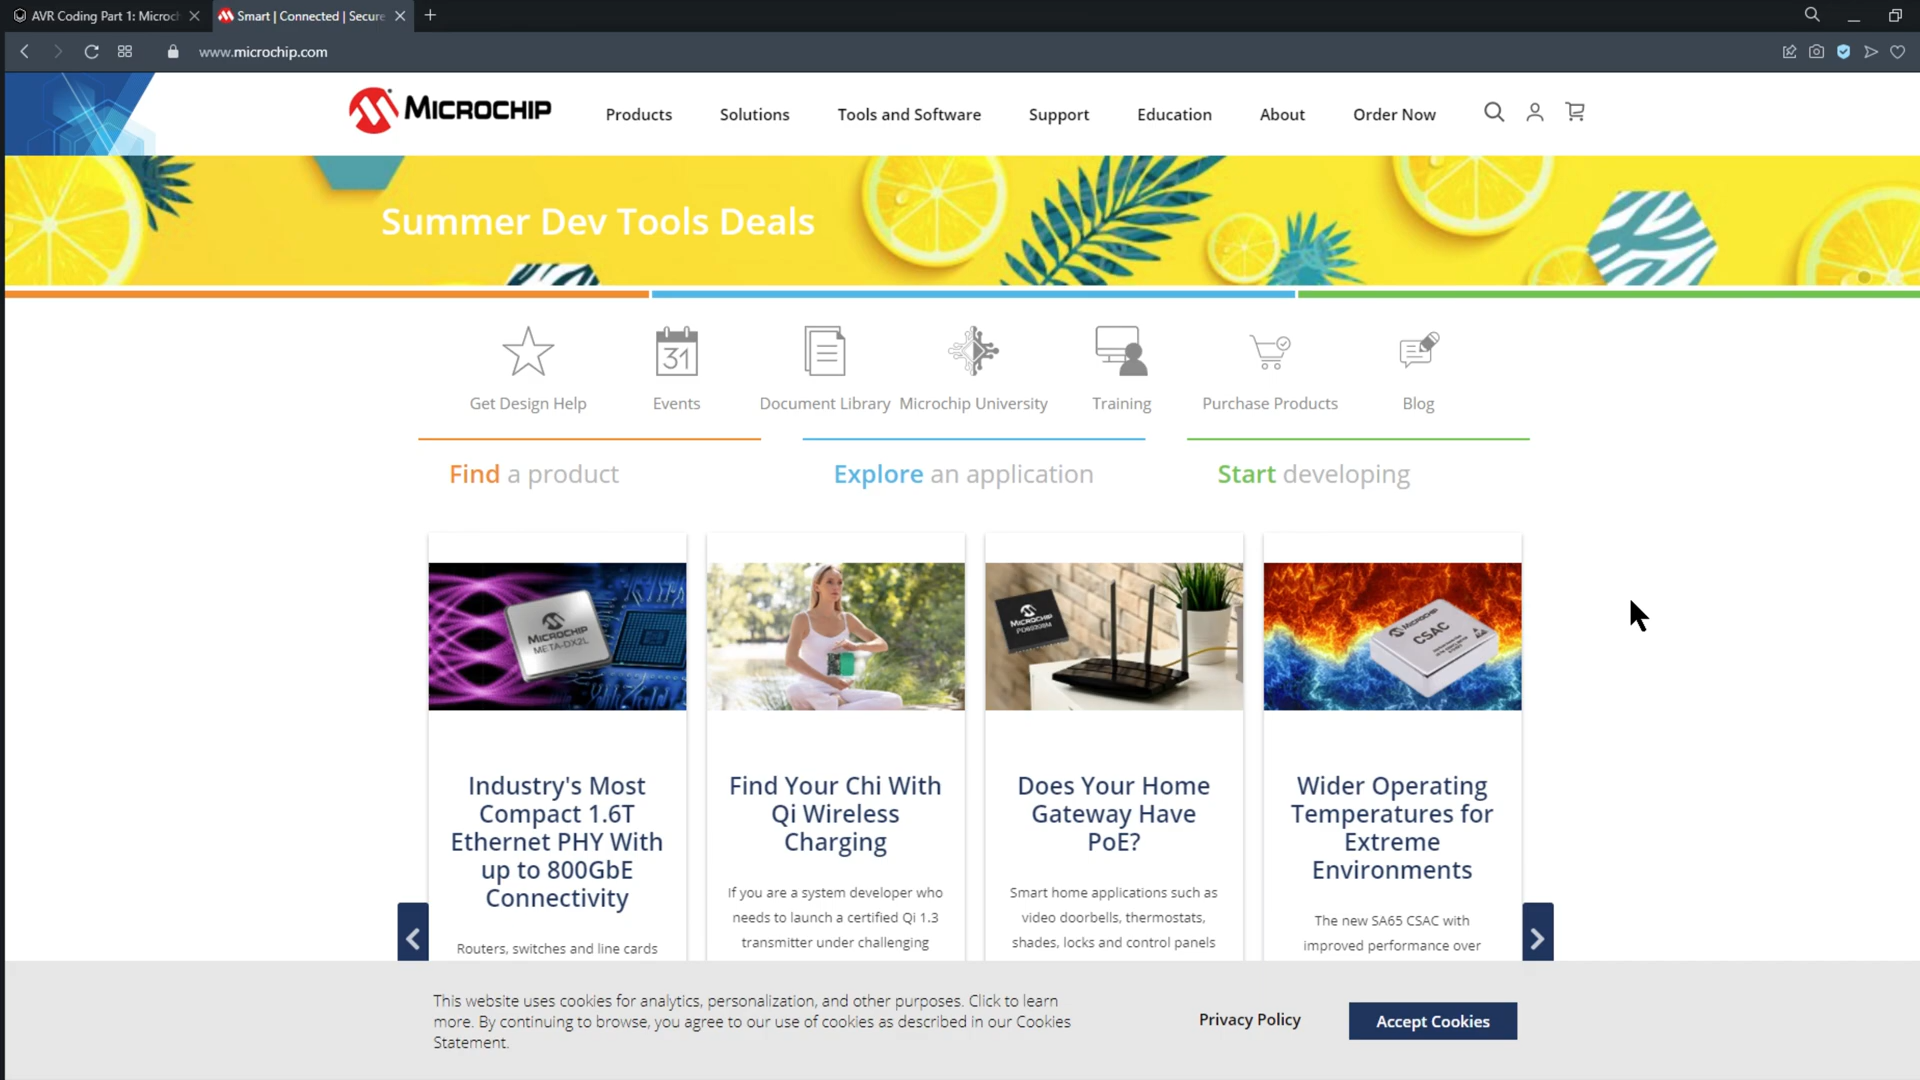 AVR Coding Part 1: Microch
Smart | Connected | Secure
www.microchip.com
MICROCHIP
Products
Solutions
Tools and Software
Support
Education
About
Order Now
Summer Dev Tools Deals
31
Get Design Help
Events
Document Library
Microchip University
Training
Purchase Products
Blog
Find a product
Explore an application
Start developing
MICROCHIP
META-DX2L
MICROCHIP
MICROCHIP
CSAC
Industry's Most
Compact 1.6T
Ethernet PHY With
up to 800GbE
Connectivity
Routers, switches and line cards
Find Your Chi With
Qi Wireless
Charging
If you are a system developer who
needs to launch a certified Qi 1.3
transmitter under challenging
Does Your Home
Gateway Have
PoE?
Smart home applications such as
video doorbells, thermostats,
shades, locks and control panels
Wider Operating
Temperatures for
Extreme
Environments
The new SA65 CSAC with
improved performance over
This website uses cookies for analytics, personalization, and other purposes. Click to learn
more. By continuing to browse, you agree to our use of cookies as described in our Cookies
Statement.
Privacy Policy
Accept Cookies